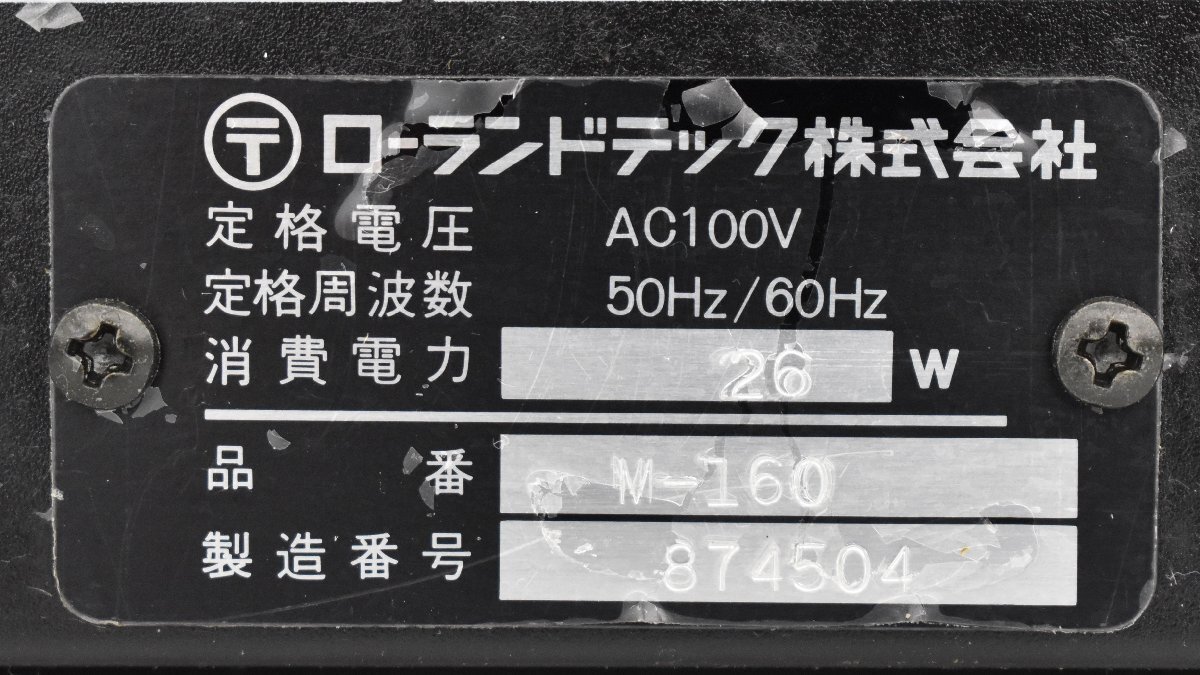 〒 ローランドデック株式会社
定格電圧 AC100V
定格周波数 50Hz/60Hz
消費電力 26 W
品番 M-160
製造番号 874504